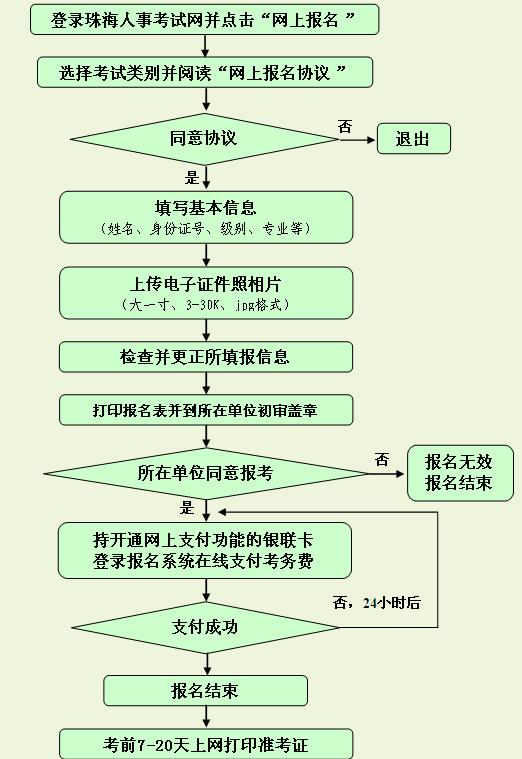 登录珠海人事考试网并点击“网上报名 ”
选择考试类别并阅读“网上报名协议 ”
同意协议
否
退出
是
填写基本信息
(姓名、身份证号、级别、专业等)
上传电子证件照相片
(大一寸、3-30K、jpg格式)
检查并更正所填报信息
打印报名表并到所在单位初审盖章
所在单位同意报考
否
报名无效
报名结束
是
持开通网上支付功能的银联卡
登录报名系统在线支付考务费
否，24小时后
支付成功
报名结束
考前7-20天上网打印准考证